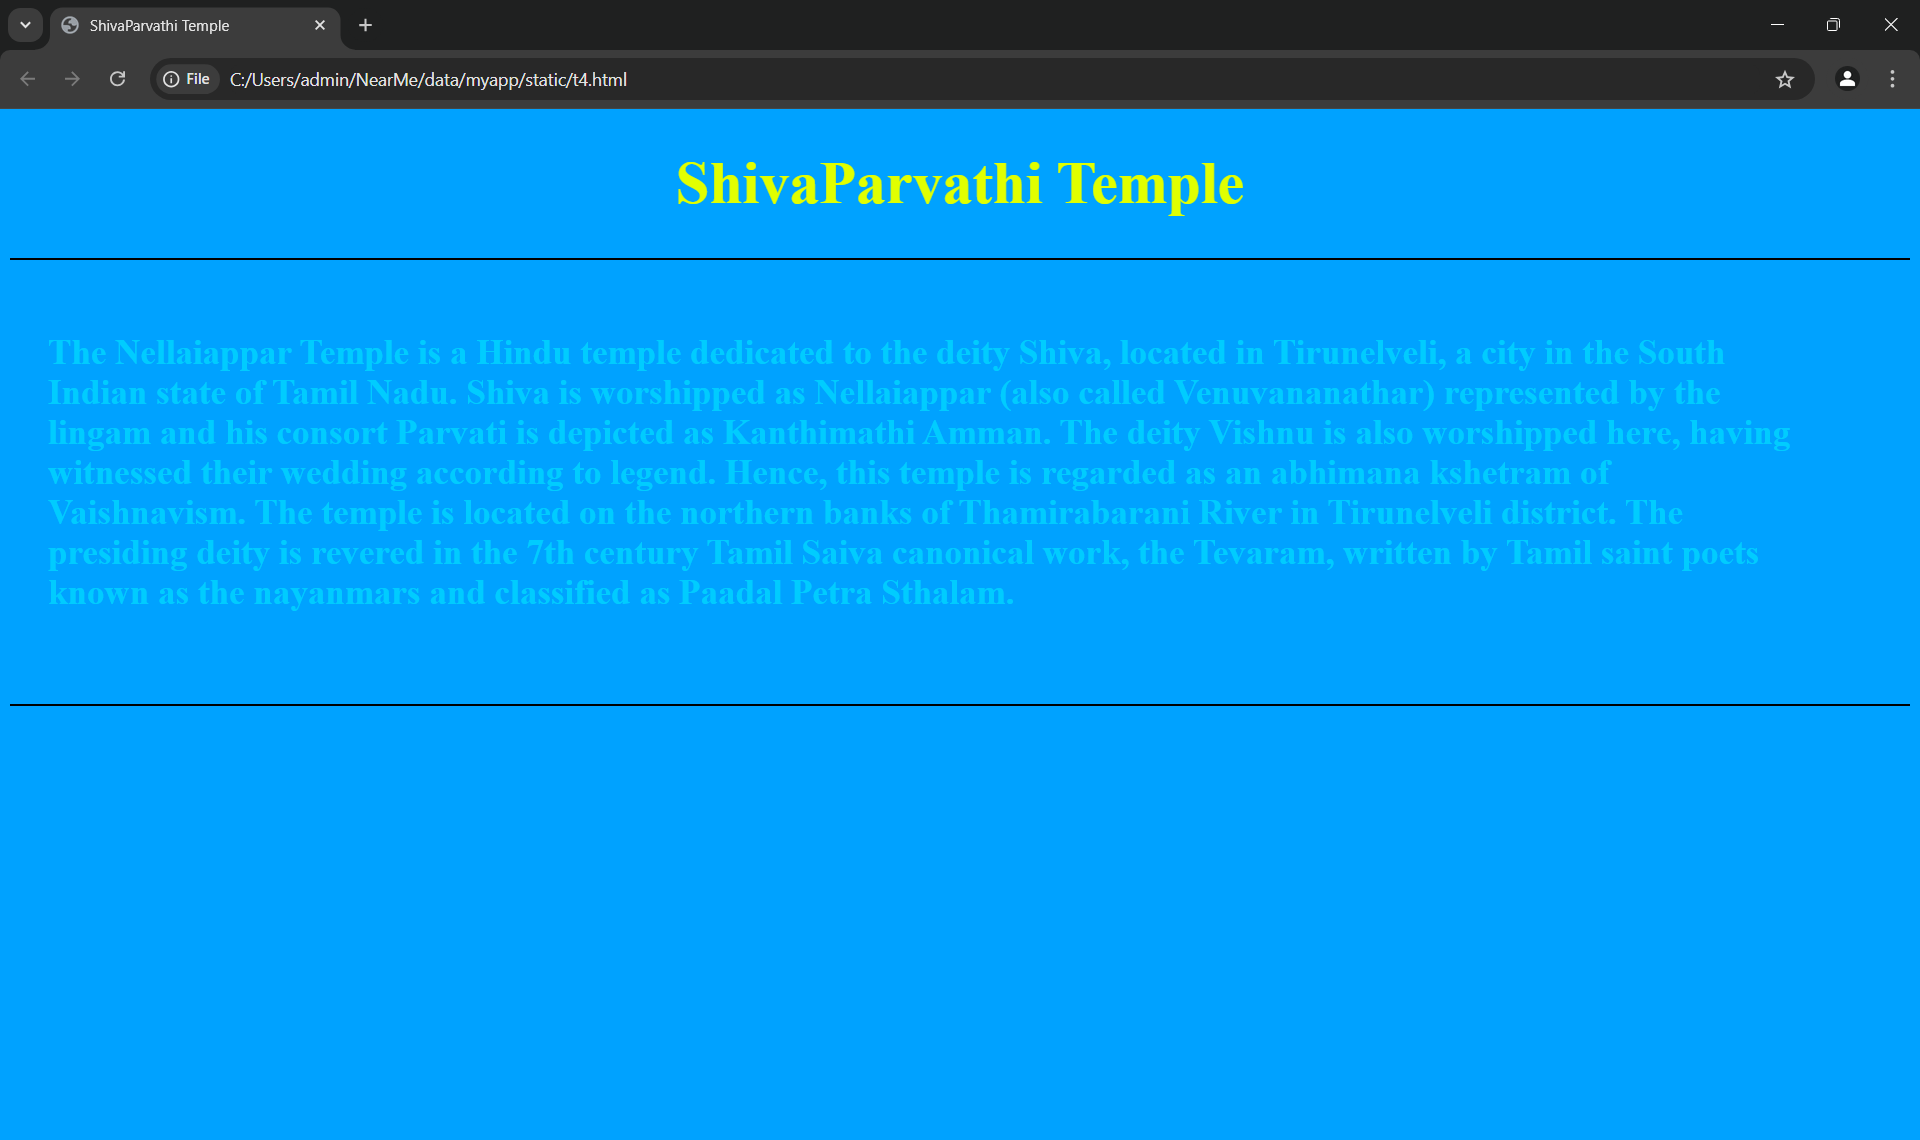 ShivaParvathi Temple
File
C:/Users/admin/NearMe/data/myapp/static/t4.html
ShivaParvathi Temple
The Nellaiappar Temple is a Hindu temple dedicated to the deity Shiva, located in Tirunelveli, a city in the South
Indian state of Tamil Nadu. Shiva is worshipped as Nellaiappar (also called Venuvananathar) represented by the
lingam and his consort Parvati is depicted as Kanthimathi Amman. The deity Vishnu is also worshipped here, having
witnessed their wedding according to legend. Hence, this temple is regarded as an abhimana kshetram of
Vaishnavism. The temple is located on the northern banks of Thamirabarani River in Tirunelveli district. The
presiding deity is revered in the 7th century Tamil Saiva canonical work, the Tevaram, written by Tamil saint poets
known as the nayanmars and classified as Paadal Petra Sthalam.